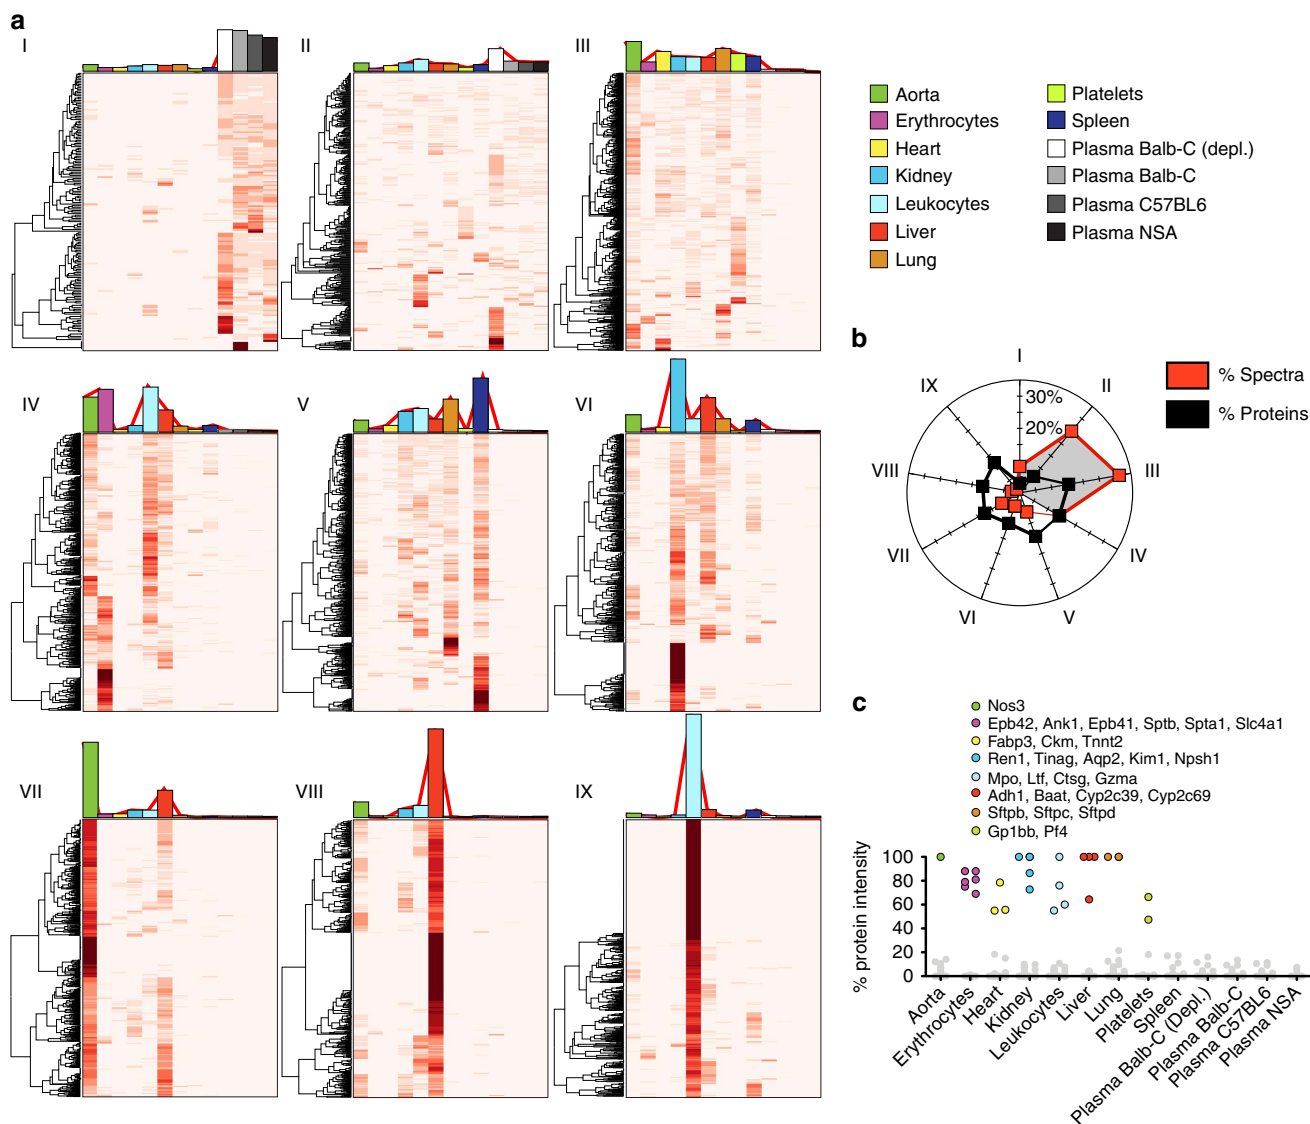 a
I
II
III
Aorta
Erythrocytes
Heart
Kidney
Leukocytes
Liver
Lung
Platelets
Spleen
Plasma Balb-C (depl.)
Plasma Balb-C
Plasma C57BL6
Plasma NSA
IV
V
VI
VII
VIII
IX
b
I
II
III
IV
V
VI
VII
VIII
IX
30%
20%
% Spectra
% Proteins
c
Nos3
Epb42, Ank1, Epb41, Sptb, Spta1, Slc4a1
Fabp3, Ckm, Tnnt2
Ren1, Tinag, Aqp2, Kim1, Npsh1
Mpo, Ltf, Ctsg, Gzma
Adh1, Baat, Cyp2c39, Cyp2c69
Sftpb, Sftpc, Sftpd
Gp1bb, Pf4
% protein intensity
100
80
60
40
20
0
Aorta
Erythrocytes
Heart
Kidney
Leukocytes
Liver
Lung
Platelets
Spleen
Plasma Balb-C (Depl.)
Plasma Balb-C
Plasma C57BL6
Plasma NSA